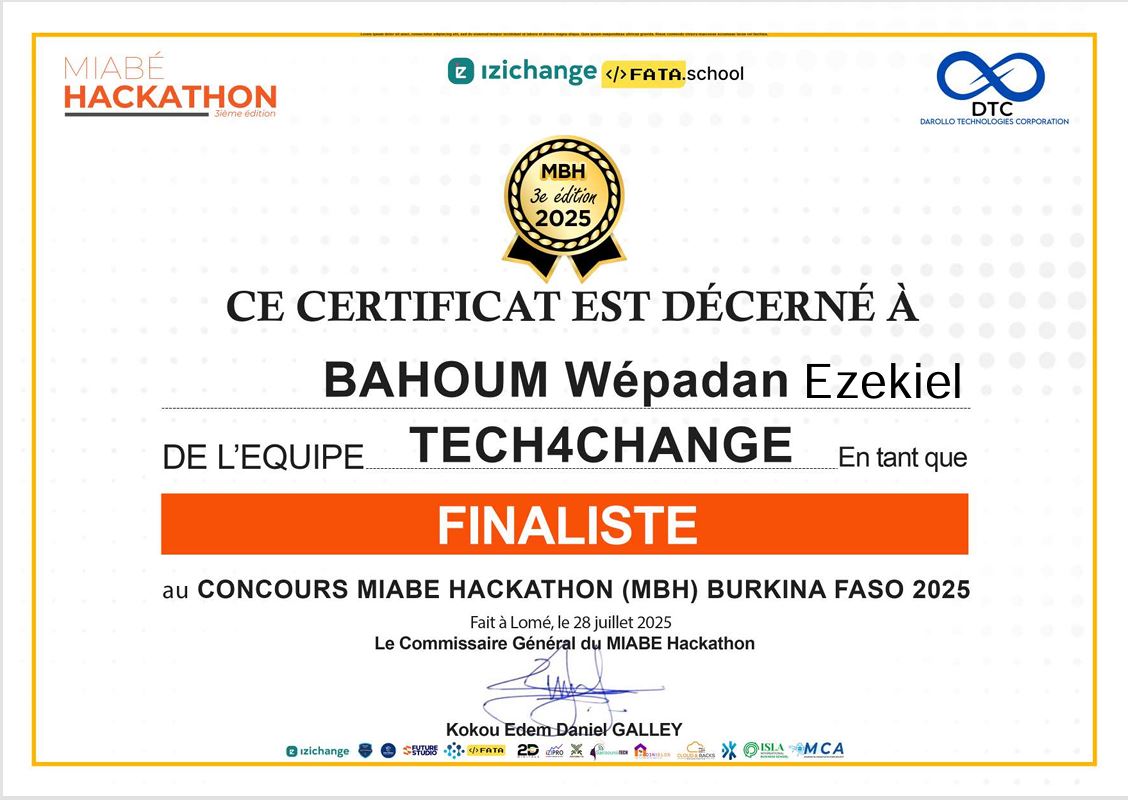 MIABÉ
HACKATHON
3ième édition
izichange </> FATA.school
DTC
DAROLLO TECHNOLOGIES CORPORATION
MBH
3e édition
2025
CE CERTIFICAT EST DÉCERNÉ À
BAHOUM Wépadan Ezekiel
DE L’EQUIPE TECH4CHANGE En tant que
FINALISTE
au CONCOURS MIABE HACKATHON (MBH) BURKINA FASO 2025
Fait à Lomé, le 28 juillet 2025
Le Commissaire Général du MIABE Hackathon
Kokou Edem Daniel GALLEY
izichange FUTURE STUDIO </> FATA 2D IZIPRO CLOUD & BACKS ISLA MCA